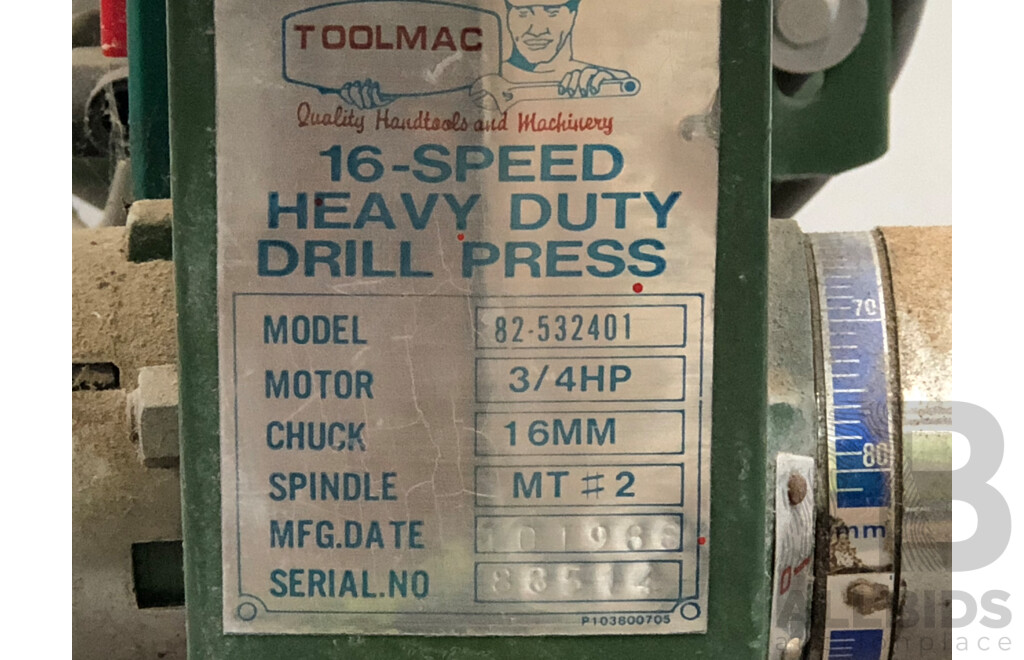 TOOLMAC
Quality Handtools and Machinery
16-SPEED
HEAVY DUTY
DRILL PRESS
MODEL 82-532401
MOTOR 3/4HP
CHUCK 16MM
SPINDLE MT #2
MFG.DATE
SERIAL.NO
P103800705
70
80
mm
ALLBIDS